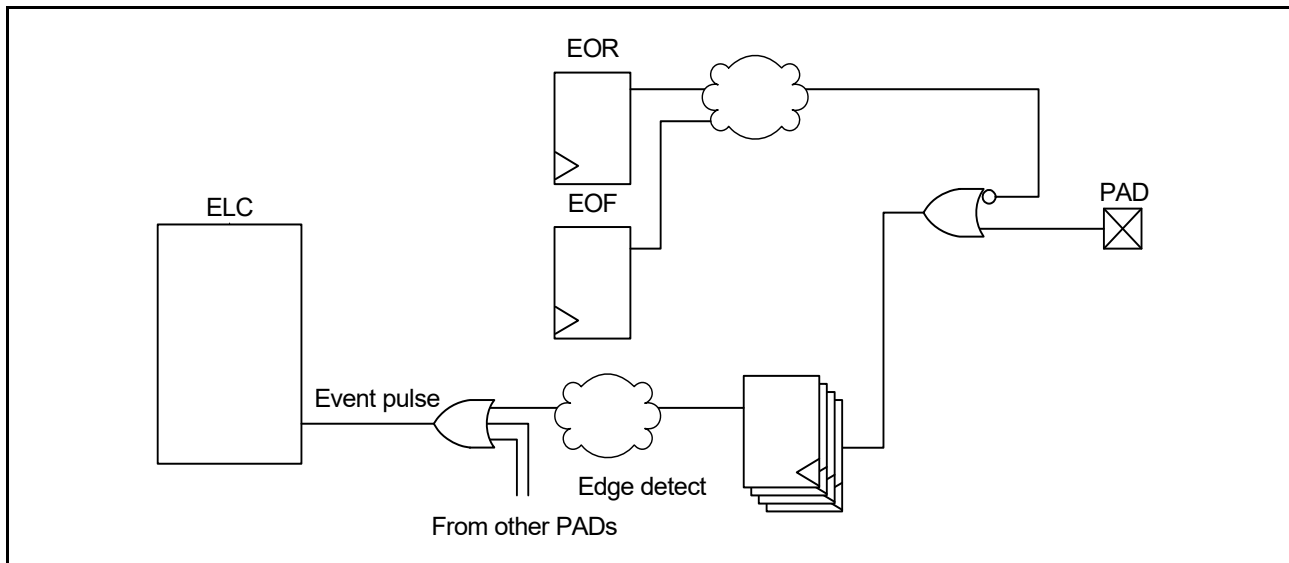 EOR
PAD
ELC
EOF
Event pulse
Edge detect
From other PADs